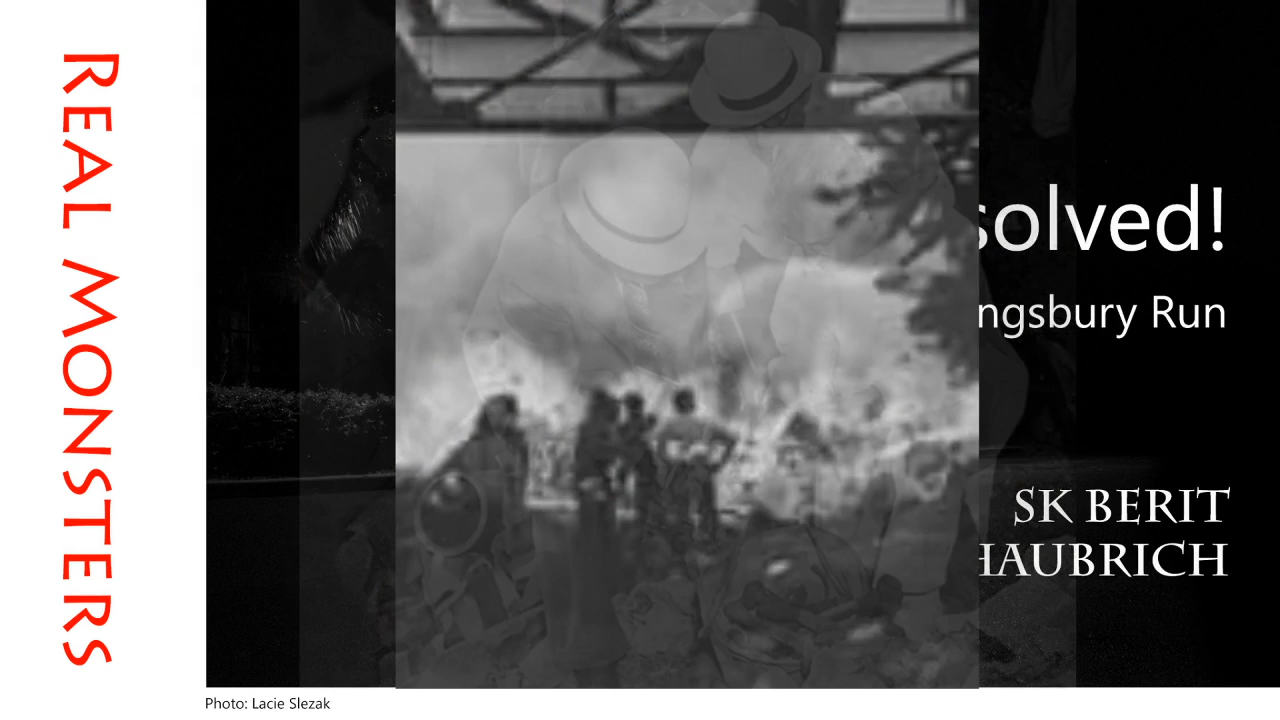 REAL MONSTERS
solved!
ngsbury Run
SK BERIT
HAUBRICH
Photo: Lacie Slezak